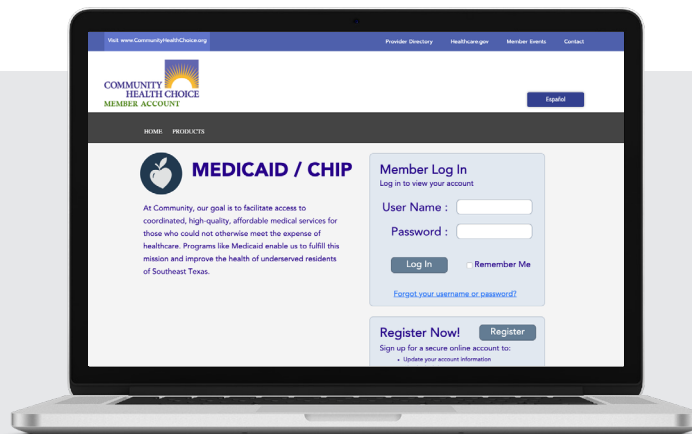 Visit www.CommunityHealthChoice.org
Provider Directory Healthcare.gov Member Events Contact
COMMUNITY
HEALTH CHOICE
MEMBER ACCOUNT
Español
HOME PRODUCTS
MEDICAID / CHIP
At Community, our goal is to facilitate access to
coordinated, high-quality, affordable medical services for
those who could not otherwise meet the expense of
healthcare. Programs like Medicaid enable us to fulfill this
mission and improve the health of underserved residents
of Southeast Texas.
Member Log In
Log in to view your account
User Name :
Password :
Log In Remember Me
Forgot your username or password?
Register Now! Register
Sign up for a secure online account to:
• Update your account information